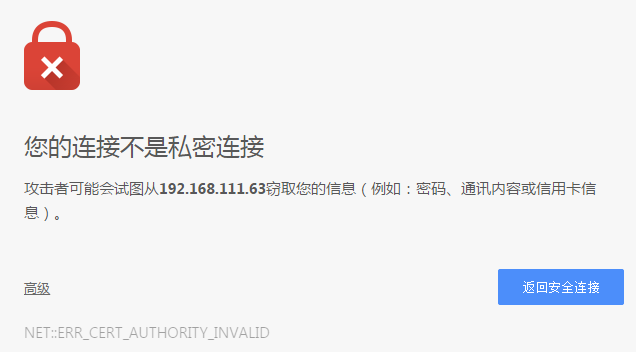 您的连接不是私密连接
攻击者可能会试图从192.168.111.63窃取您的信息（例如：密码、通讯内容或信用卡信
息）。
高级
返回安全连接
NET::ERR_CERT_AUTHORITY_INVALID